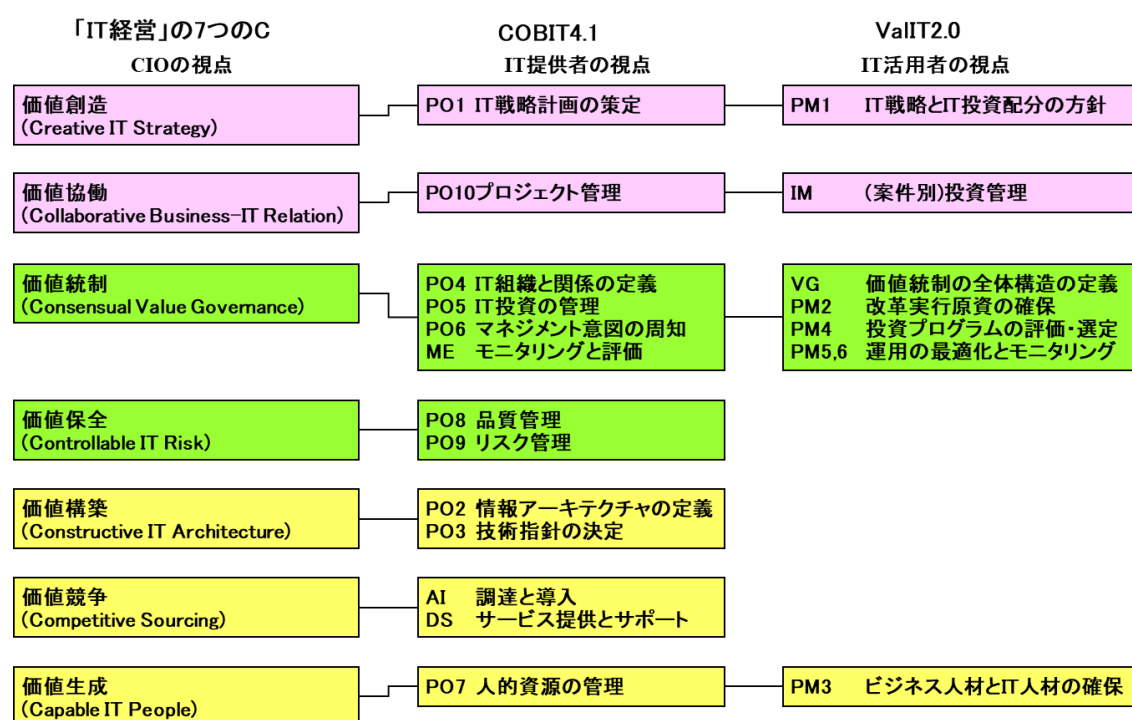 「IT経営」の7つのC
COBIT4.1
ValIT2.0
CIOの視点
IT提供者の視点
IT活用者の視点
価値創造
(Creative IT Strategy)
PO1 IT戦略計画の策定
PM1 IT戦略とIT投資配分の方針
価値協働
(Collaborative Business-IT Relation)
PO10プロジェクト管理
IM (案件別)投資管理
価値統制
(Consensual Value Governance)
PO4 IT組織と関係の定義
PO5 IT投資の管理
PO6 マネジメント意図の周知
ME モニタリングと評価
VG 価値統制の全体構造の定義
PM2 改革実行原資の確保
PM4 投資プログラムの評価・選定
PM5,6 運用の最適化とモニタリング
価値保全
(Controllable IT Risk)
PO8 品質管理
PO9 リスク管理
価値構築
(Constructive IT Architecture)
PO2 情報アーキテクチャの定義
PO3 技術指針の決定
価値競争
(Competitive Sourcing)
AI 調達と導入
DS サービス提供とサポート
価値生成
(Capable IT People)
PO7 人的資源の管理
PM3 ビジネス人材とIT人材の確保